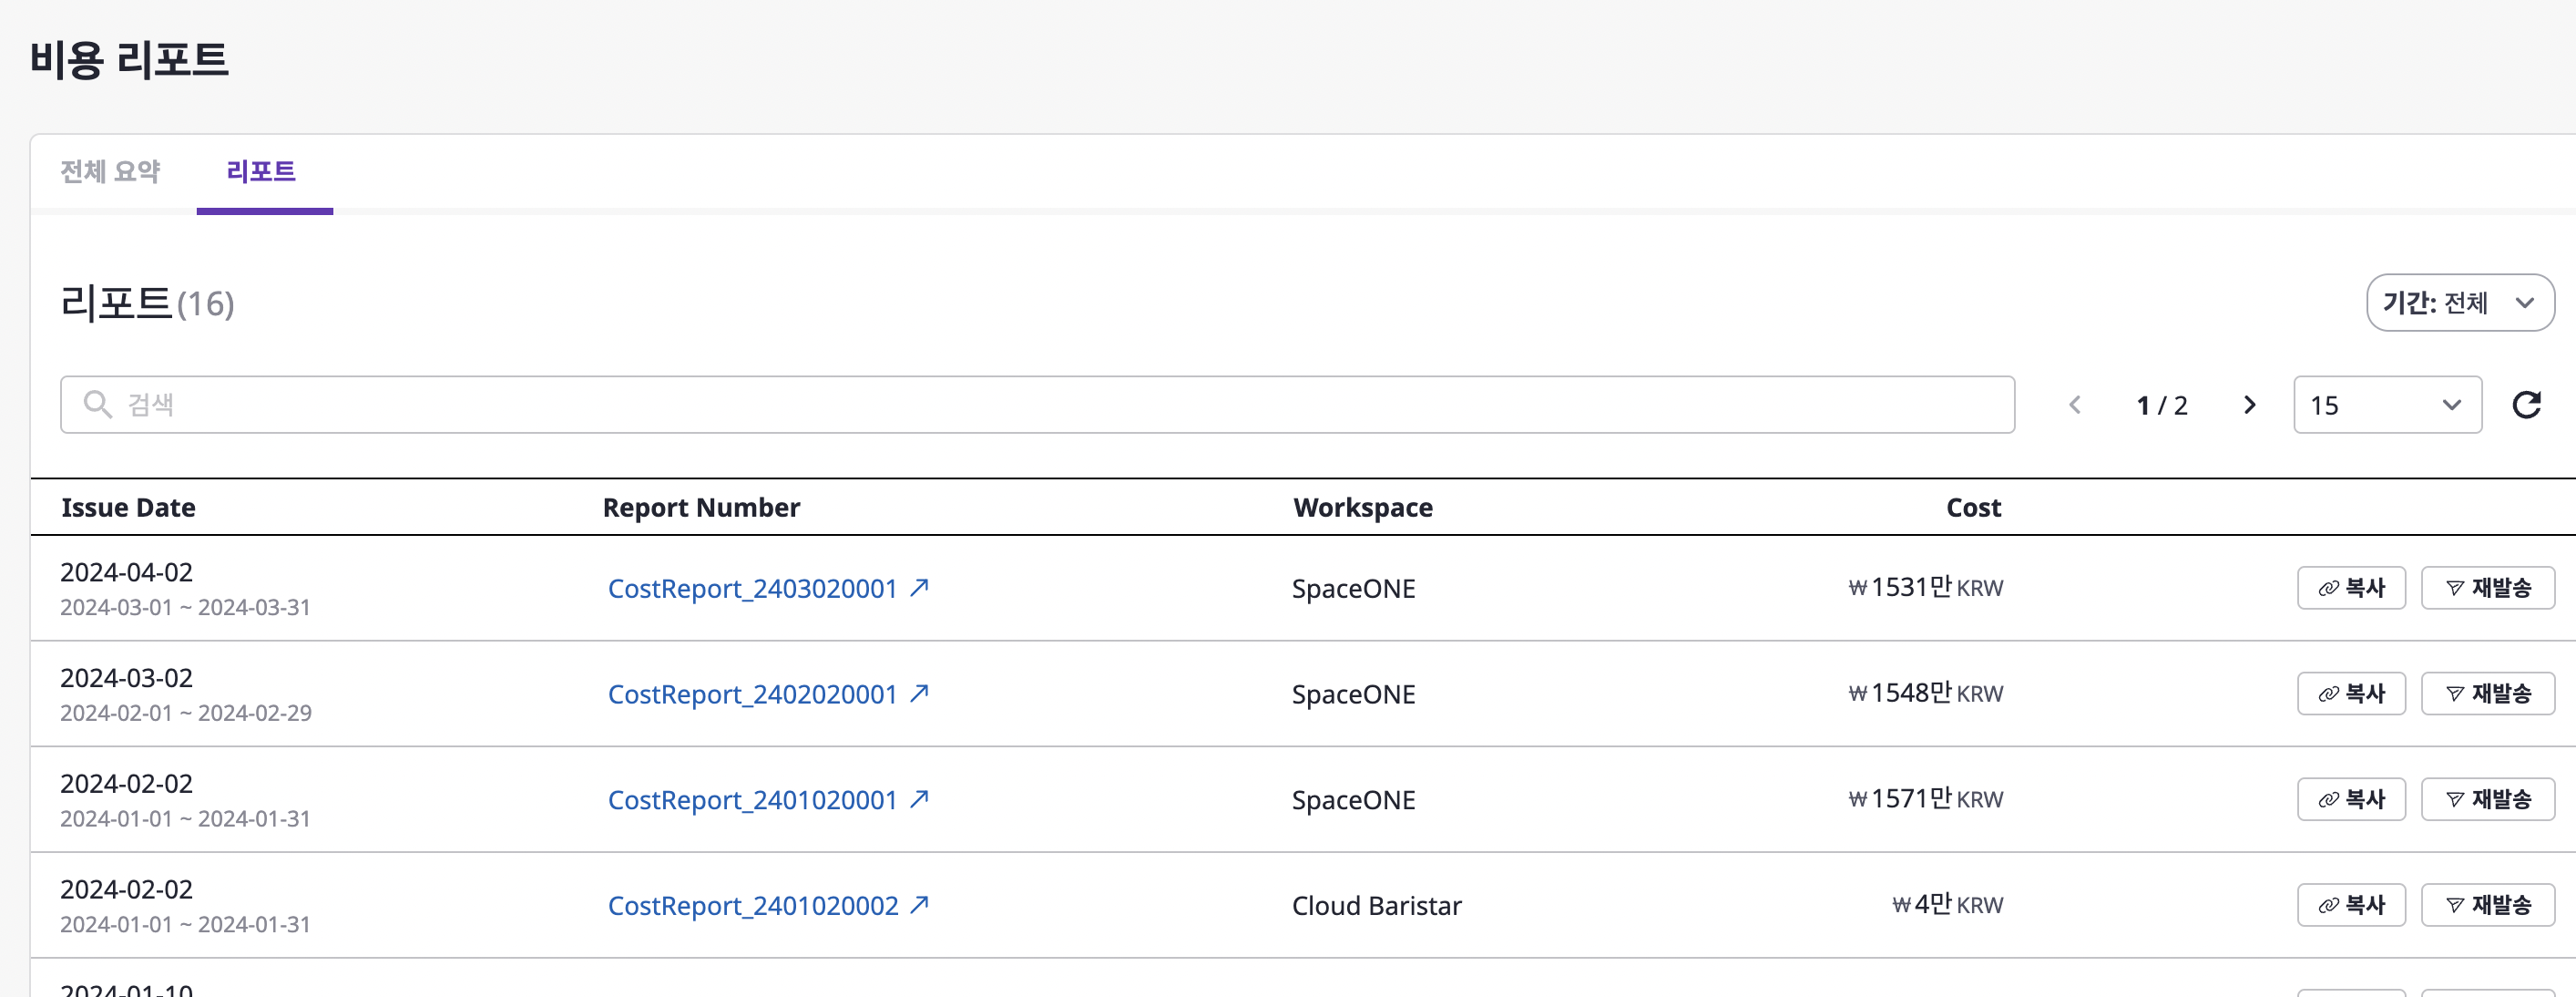 비용 리포트
전체 요약 리포트
리포트 (16)
기간: 전체
검색
1 / 2
15
Issue Date Report Number Workspace Cost
2024-04-02
2024-03-01 ~ 2024-03-31
CostReport_2403020001 SpaceONE ₩1531만 KRW 복사 재발송
2024-03-02
2024-02-01 ~ 2024-02-29
CostReport_2402020001 SpaceONE ₩1548만 KRW 복사 재발송
2024-02-02
2024-01-01 ~ 2024-01-31
CostReport_2401020001 SpaceONE ₩1571만 KRW 복사 재발송
2024-02-02
2024-01-01 ~ 2024-01-31
CostReport_2401020002 Cloud Baristar ₩4만 KRW 복사 재발송
2024-01-10